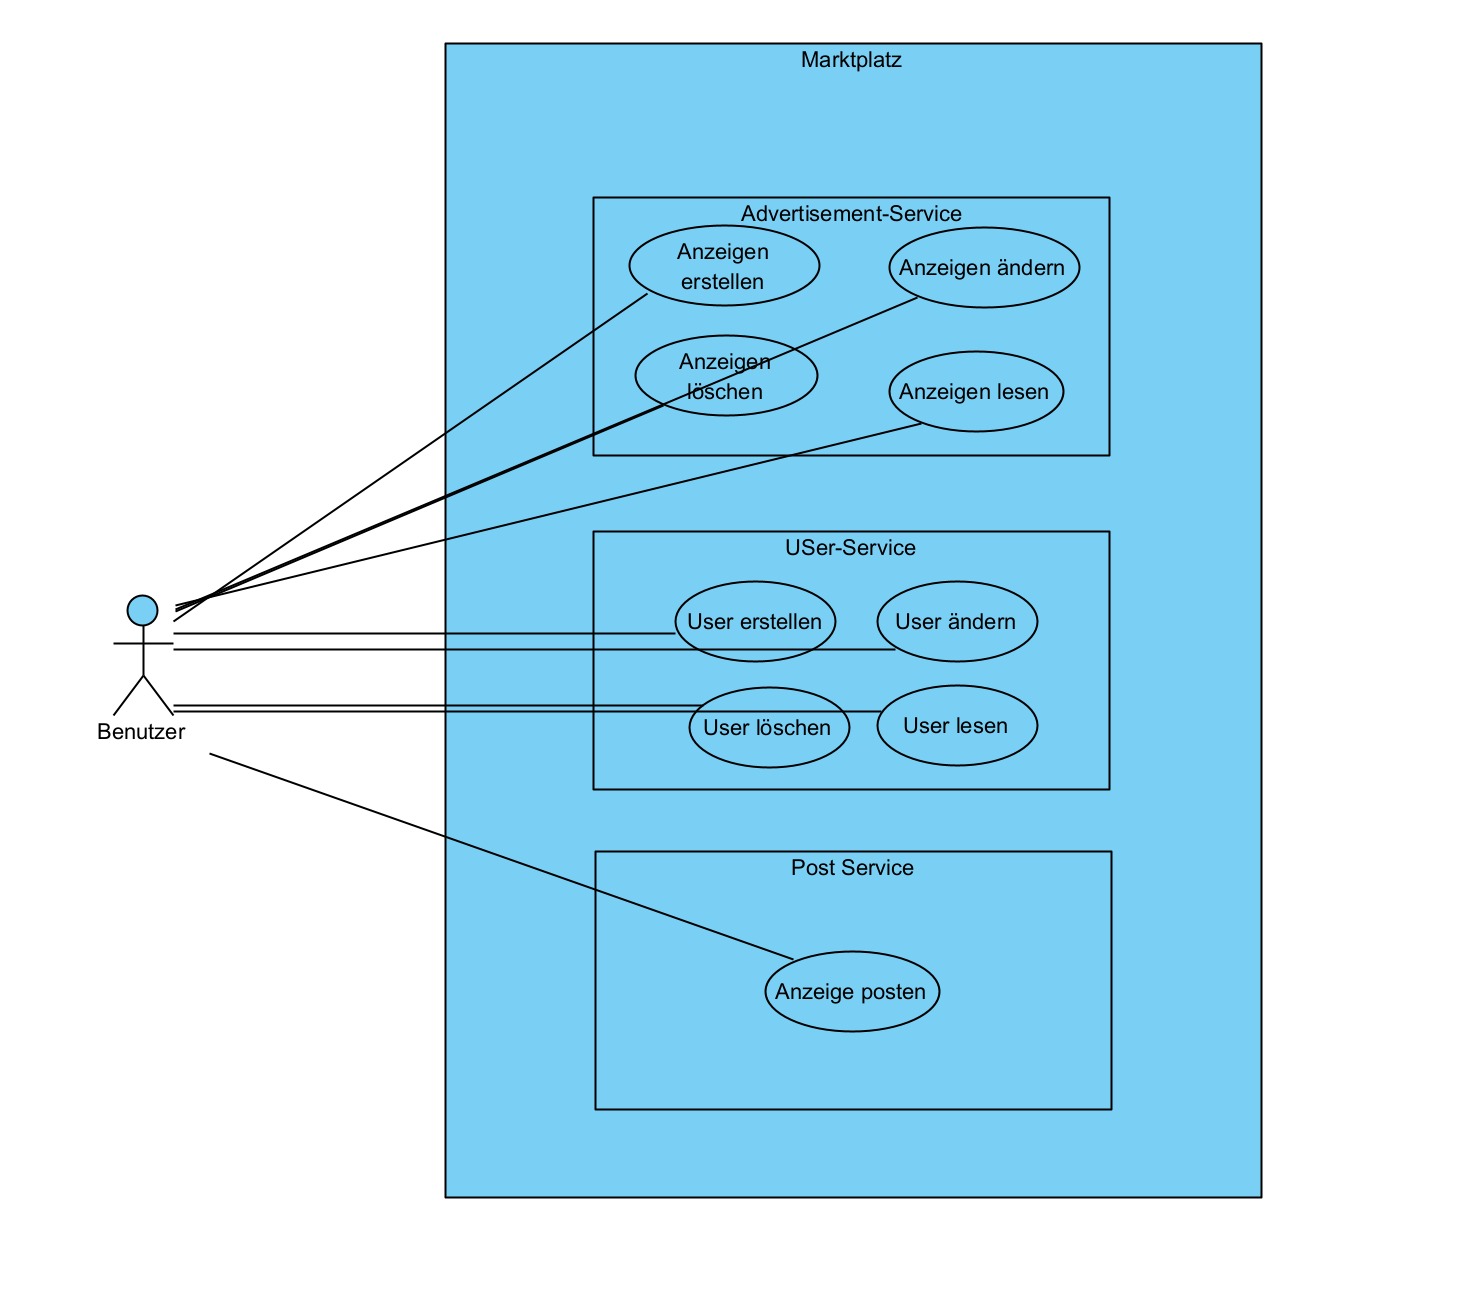 Marktplatz
Advertisement-Service
Anzeigen
erstellen
Anzeigen ändern
Anzeigen
löschen
Anzeigen lesen
USer-Service
User erstellen
User ändern
User löschen
User lesen
Benutzer
Post Service
Anzeige posten